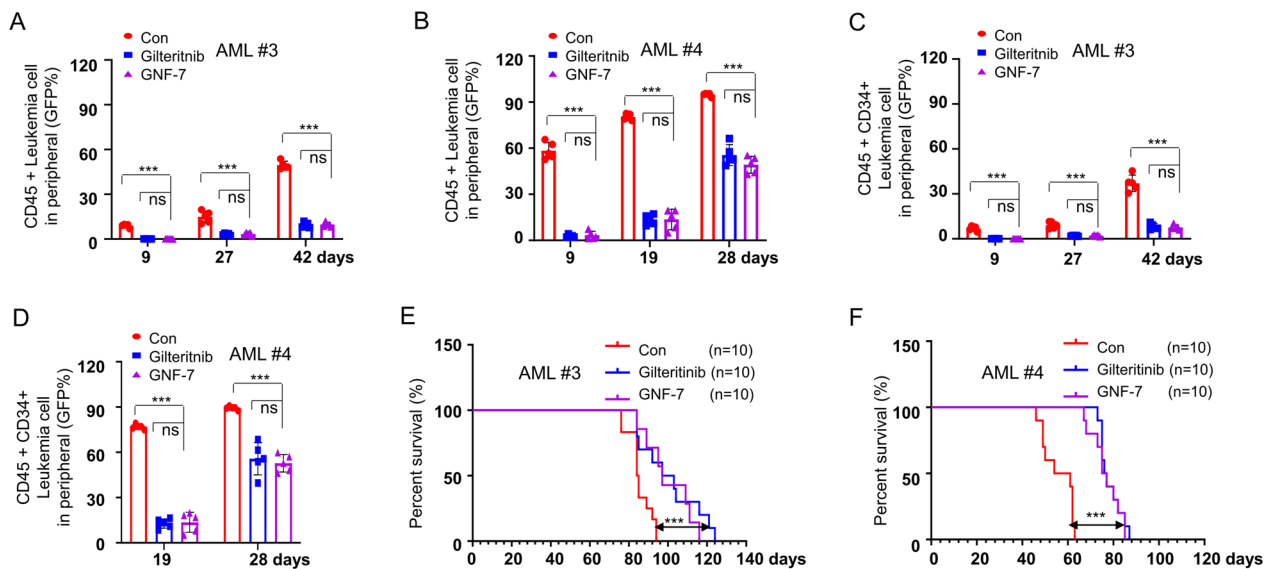 A
Con
Gilteritnib
GNF-7
AML #3
CD45 + Leukemia cell
in peripheral (GFP%)
120
90
60
30
0
***
ns
***
ns
***
ns
9
27
42 days
B
Con
Gilteritnib
GNF-7
AML #4
CD45 + Leukemia cell
in peripheral (GFP%)
120
90
60
30
0
***
ns
***
ns
***
ns
9
19
28 days
C
Con
Gilteritnib
GNF-7
AML #3
CD45 + CD34+
Leukemia cell
in peripheral (GFP%)
120
90
60
30
0
***
ns
***
ns
***
ns
9
27
42 days
D
Con
Gilteritnib
GNF-7
AML #4
CD45 + CD34+
Leukomia cell
in peripheral (GFP%)
120
90
60
30
0
***
ns
***
ns
19
28 days
E
Con (n=10)
Gilteritinib (n=10)
GNF-7 (n=10)
AML #3
Percent survival (%)
150
100
50
0
***
0 20 40 60 80 100 120 140 days
F
Con (n=10)
Gilteritinib (n=10)
GNF-7 (n=10)
AML #4
Percent survival (%)
150
100
50
0
***
0 20 40 60 80 100 120 days